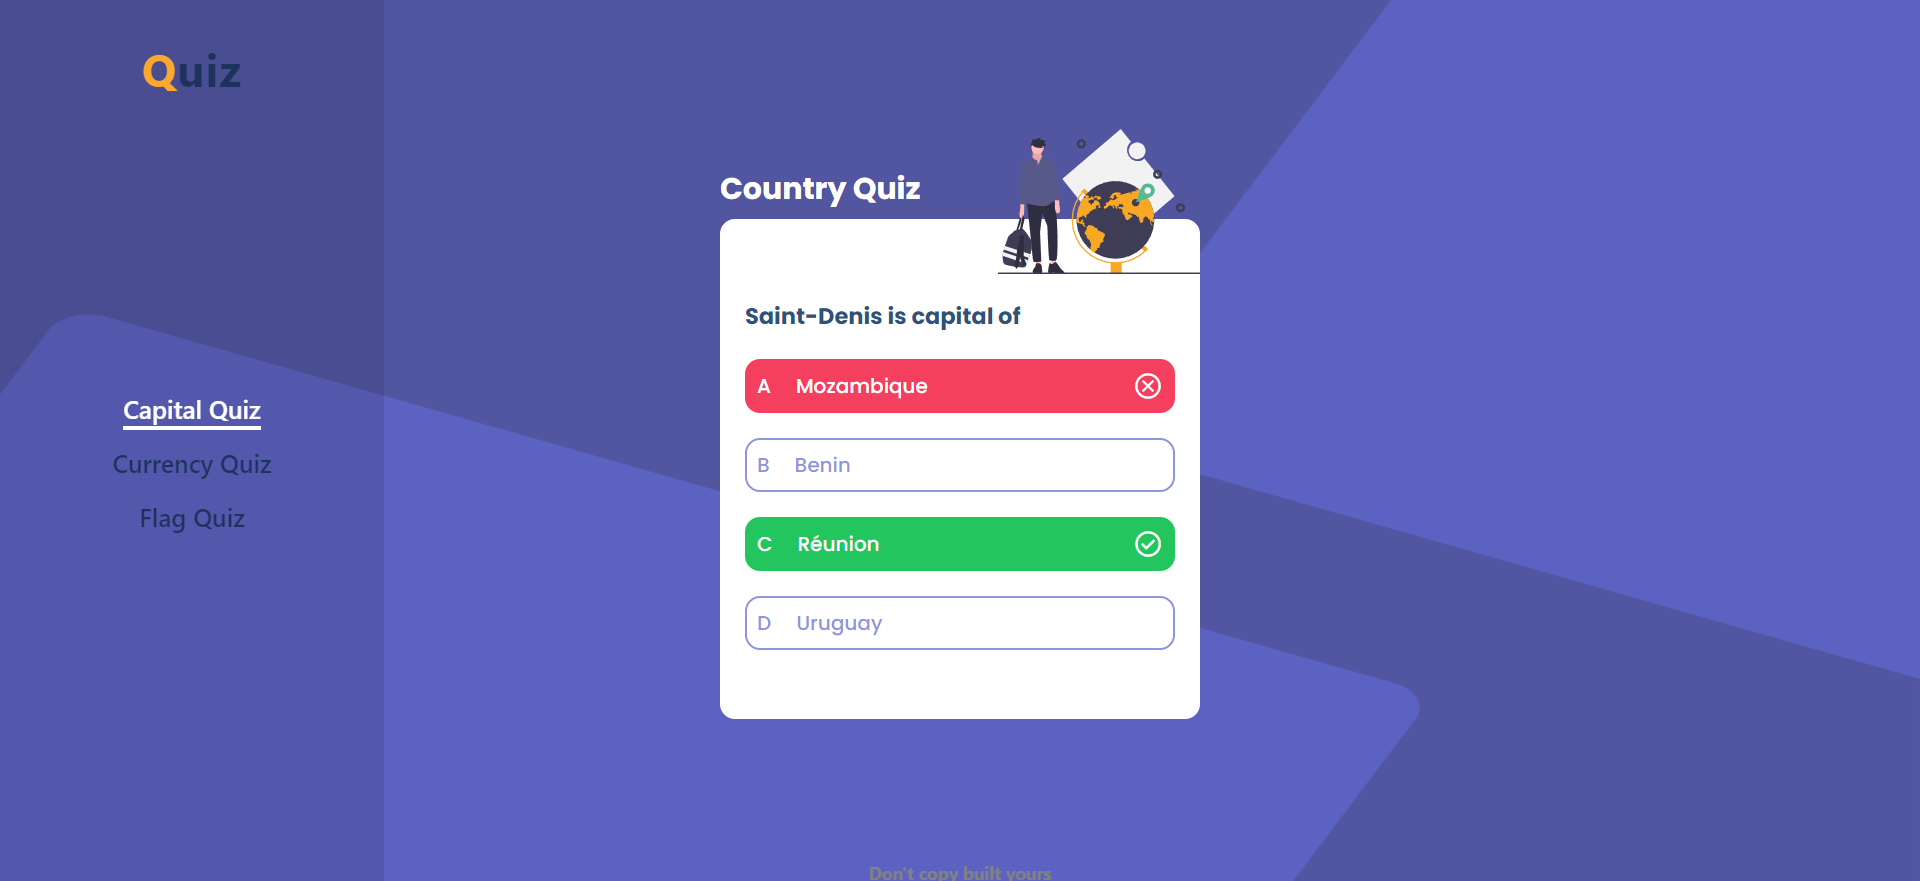 Quiz
Capital Quiz
Currency Quiz
Flag Quiz
Country Quiz
Saint-Denis is capital of
A Mozambique
B Benin
C Réunion
D Uruguay
Don't copy built yours